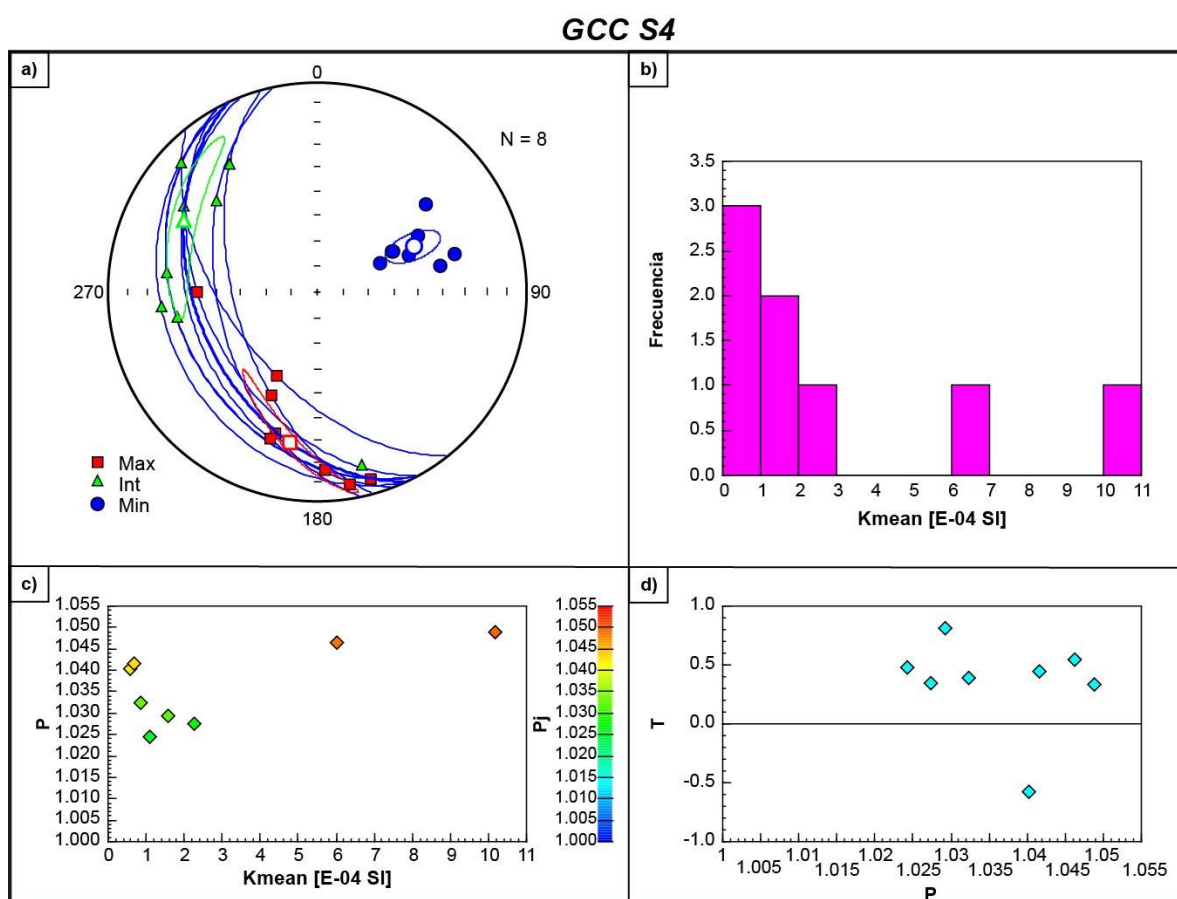 GCC S4
a)
0
N = 8
270
90
180
Max
Int
Min
b)
Frecuencia
3.5
3.0
2.5
2.0
1.5
1.0
0.5
0.0
0 1 2 3 4 5 6 7 8 9 10 11
Kmean [E-04 SI]
c)
P
1.055
1.050
1.045
1.040
1.035
1.030
1.025
1.020
1.015
1.010
1.005
1.000
0 1 2 3 4 5 6 7 8 9 10 11
Kmean [E-04 SI]
Pj
1.055
1.050
1.045
1.040
1.035
1.030
1.025
1.020
1.015
1.010
1.005
1.000
d)
T
1.0
0.5
0.0
-0.5
-1.0
1 1.01 1.02 1.03 1.04 1.05
1.005 1.015 1.025 1.035 1.045 1.055
P